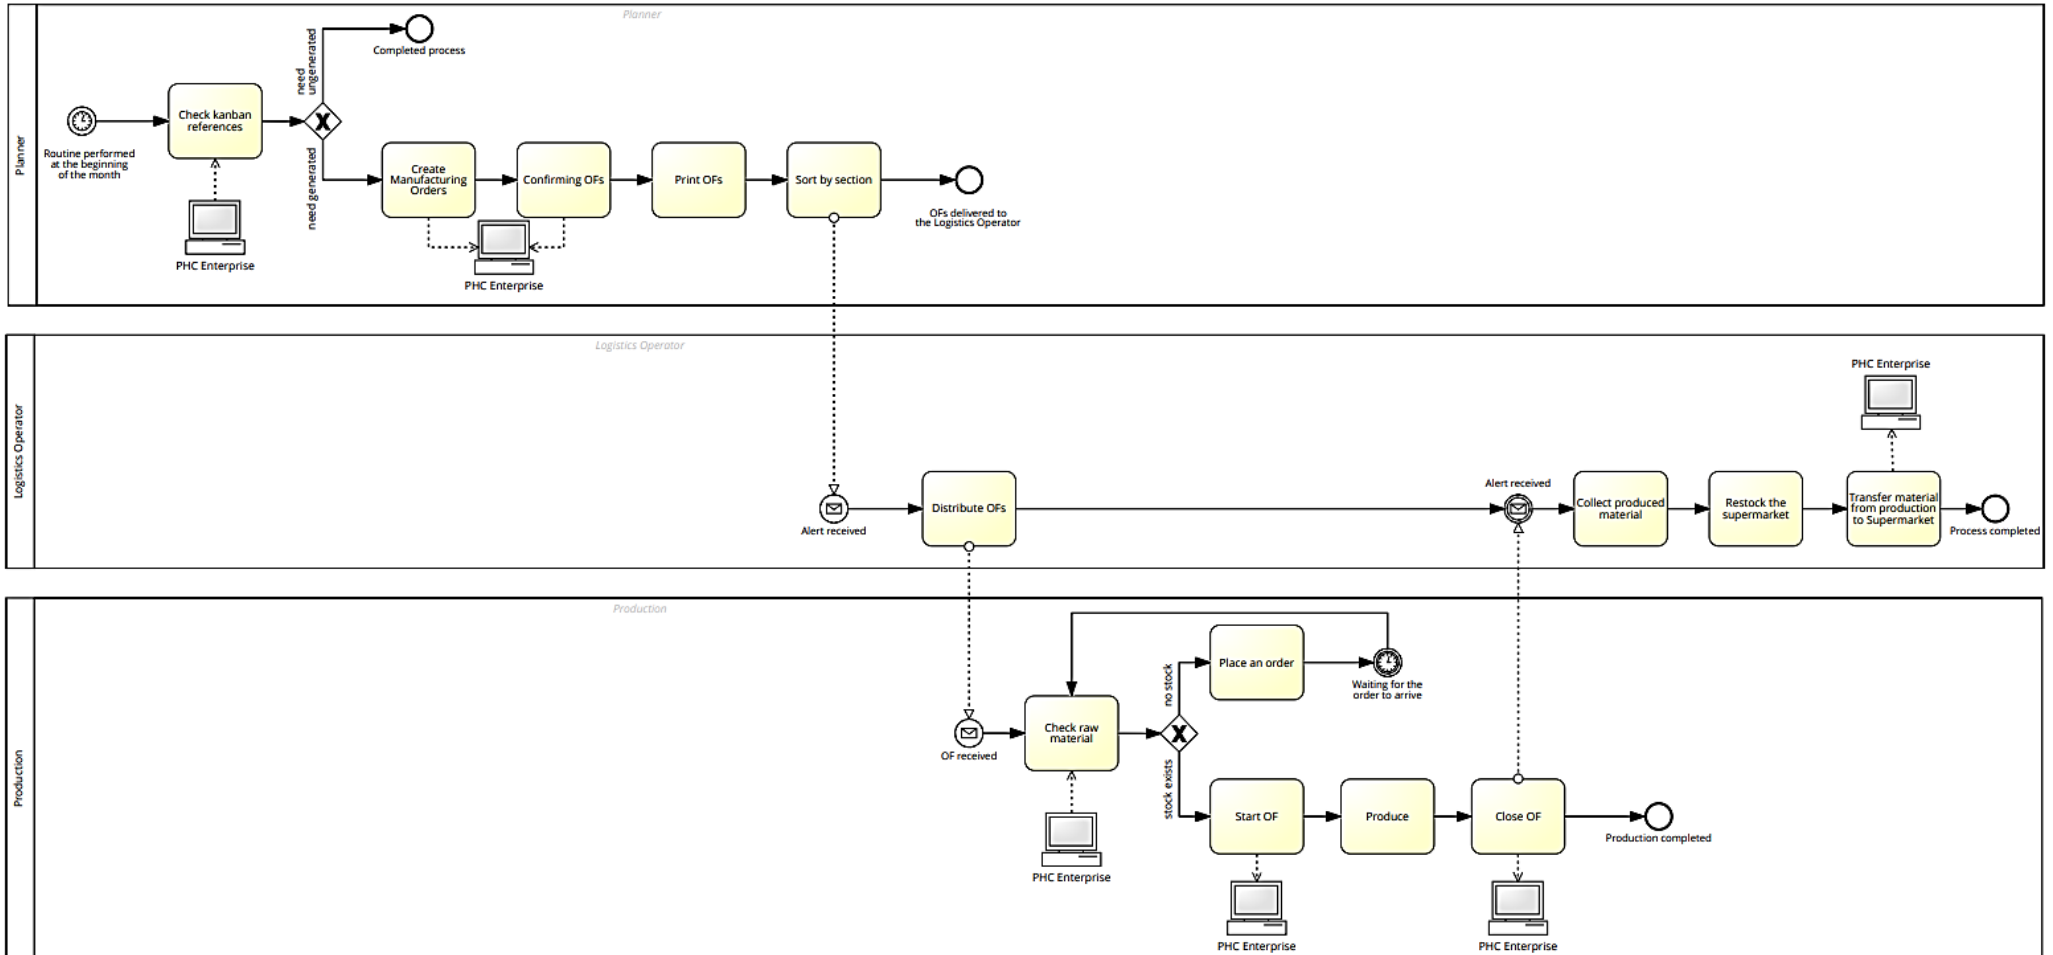 Planner
Planner
need
ungenerated
Completed process
Check kanban
references
Routine performed
at the beginning
of the month
need generated
Create
Manufacturing
Orders
Confirming OFs
Print OFs
Sort by section
OFs delivered to
the Logistics Operator
PHC Enterprise
PHC Enterprise
Logistics Operator
Logistics Operator
PHC Enterprise
Alert received
Distribute OFs
Alert received
Collect produced
material
Restock the
supermarket
Transfer material
from production
to Supermarket
Process completed
Production
Production
no stock
Place an order
Waiting for the
order to arrive
OF received
Check raw
material
stock exists
Start OF
Produce
Close OF
Production completed
PHC Enterprise
PHC Enterprise
PHC Enterprise